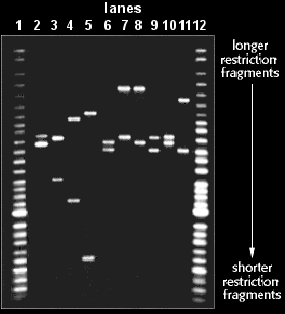 lanes
1 2 3 4 5 6 7 8 9 10 11 12
longer
restriction
fragments
shorter
restriction
fragments